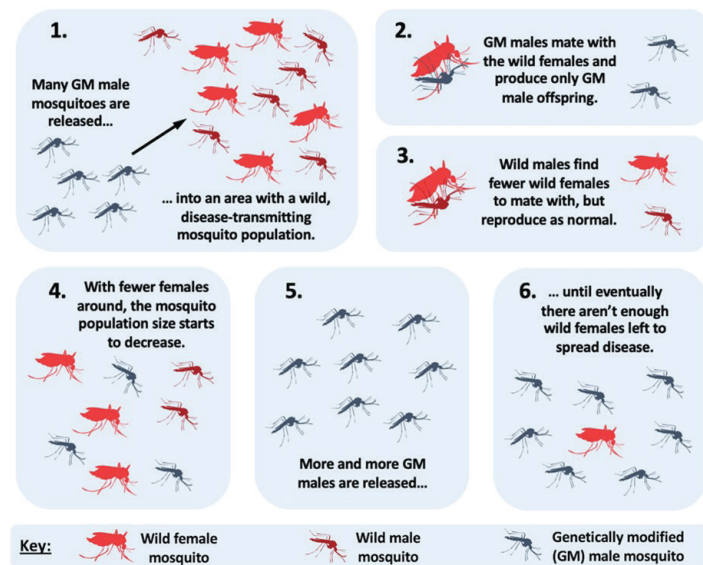 1.
Many GM male
mosquitoes are
released...
... into an area with a wild,
disease-transmitting
mosquito population.
2.
GM males mate with
the wild females and
produce only GM
male offspring.
3.
Wild males find
fewer wild females
to mate with, but
reproduce as normal.
4.
With fewer females
around, the mosquito
population size starts
to decrease.
5.
More and more GM
males are released...
6.
... until eventually
there aren't enough
wild females left to
spread disease.
Key:
Wild female
mosquito
Wild male
mosquito
Genetically modified
(GM) male mosquito